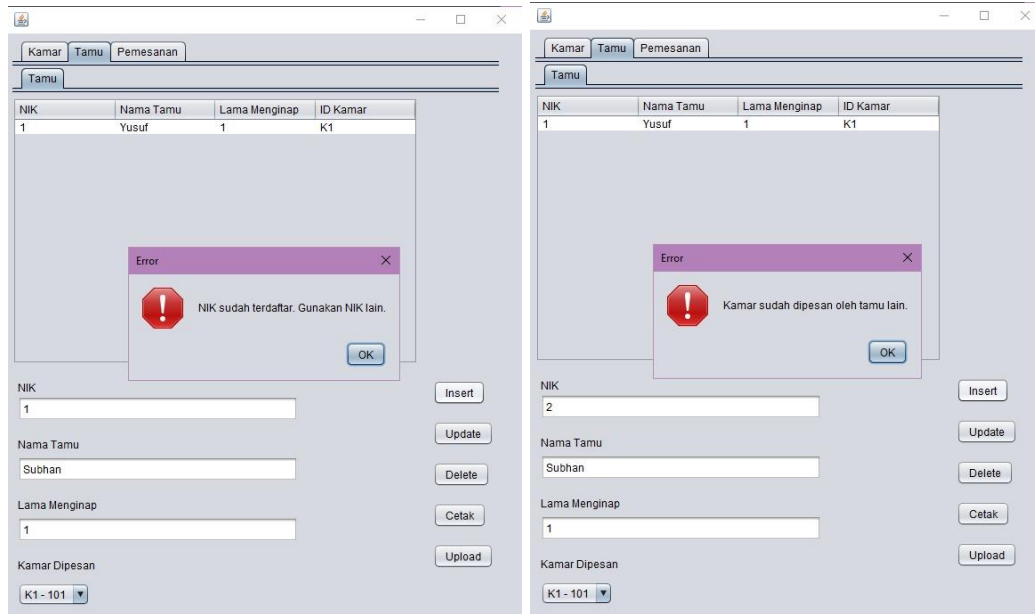 Kamar Tamu Pemesanan
Tamu
NIK Nama Tamu Lama Menginap ID Kamar
1 Yusuf 1 K1
Error
NIK sudah terdaftar. Gunakan NIK lain.
OK
NIK
1
Nama Tamu
Subhan
Lama Menginap
1
Kamar Dipesan
K1 - 101
Insert
Update
Delete
Cetak
Upload
Kamar Tamu Pemesanan
Tamu
NIK Nama Tamu Lama Menginap ID Kamar
1 Yusuf 1 K1
Error
Kamar sudah dipesan oleh tamu lain.
OK
NIK
2
Nama Tamu
Subhan
Lama Menginap
1
Kamar Dipesan
K1 - 101
Insert
Update
Delete
Cetak
Upload